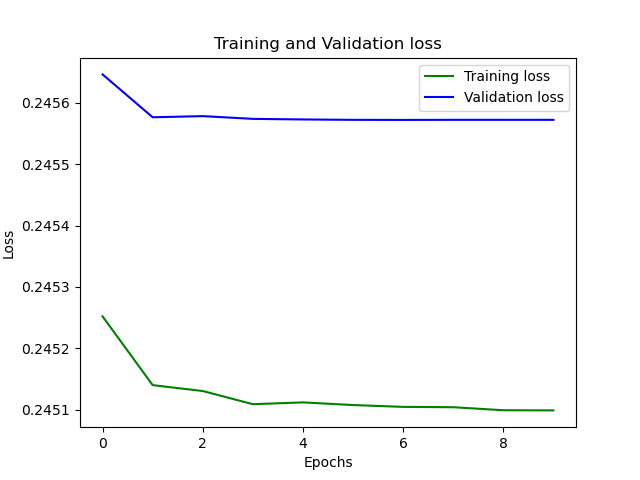 Training and Validation loss
Training loss
Validation loss
0.2456
0.2455
0.2454
0.2453
0.2452
0.2451
Loss
0
2
4
6
8
Epochs